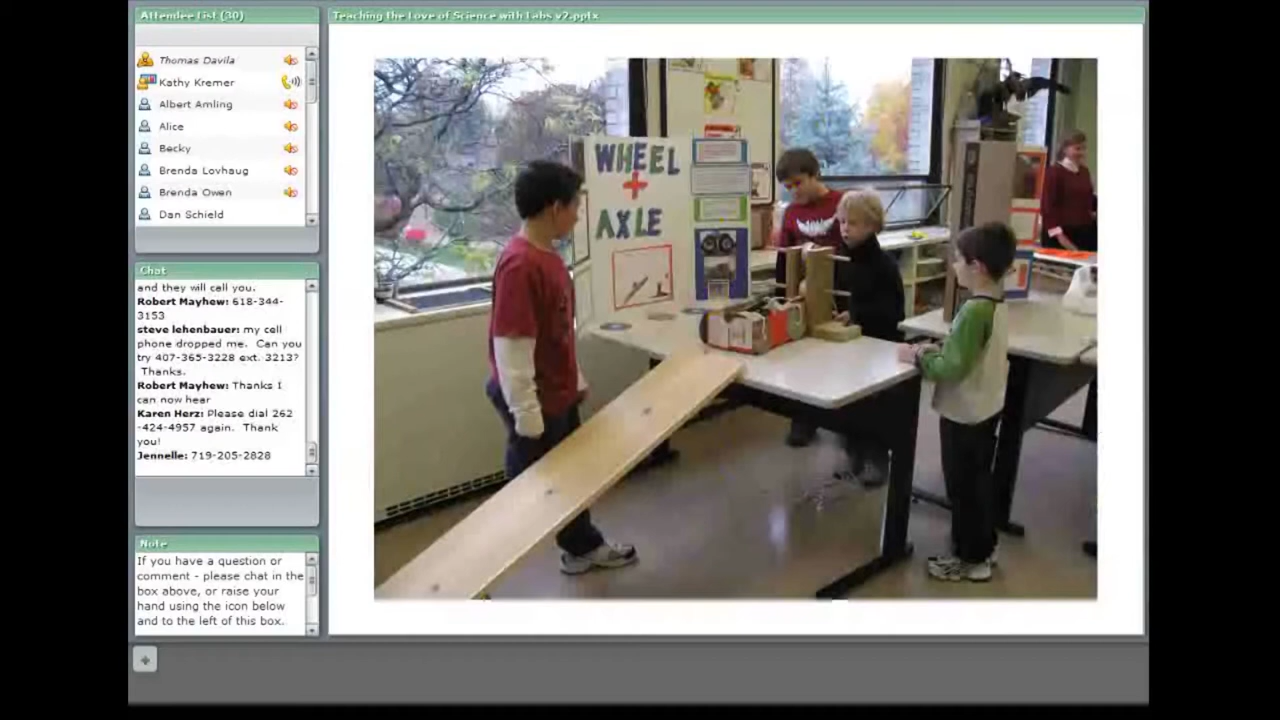 Attendee List (30)
Thomas Davila
Kathy Kremer
Albert Amling
Alice
Becky
Brenda Lovhaug
Brenda Owen
Dan Schield
Chat
and they will call you.
Robert Mayhew: 618-344-
3153
steve lehenbauer: my cell
phone dropped me. Can you
try 407-365-3228 ext. 3213?
Thanks.
Robert Mayhew: Thanks I
can now hear
Karen Herz: Please dial 262
-424-4957 again. Thank
you!
Jennelle: 719-205-2828
Note
If you have a question or
comment - please chat in the
box above, or raise your
hand using the icon below
and to the left of this box.
Teaching the Love of Science with Labs v2.pptx
WHEEL
+
AXLE